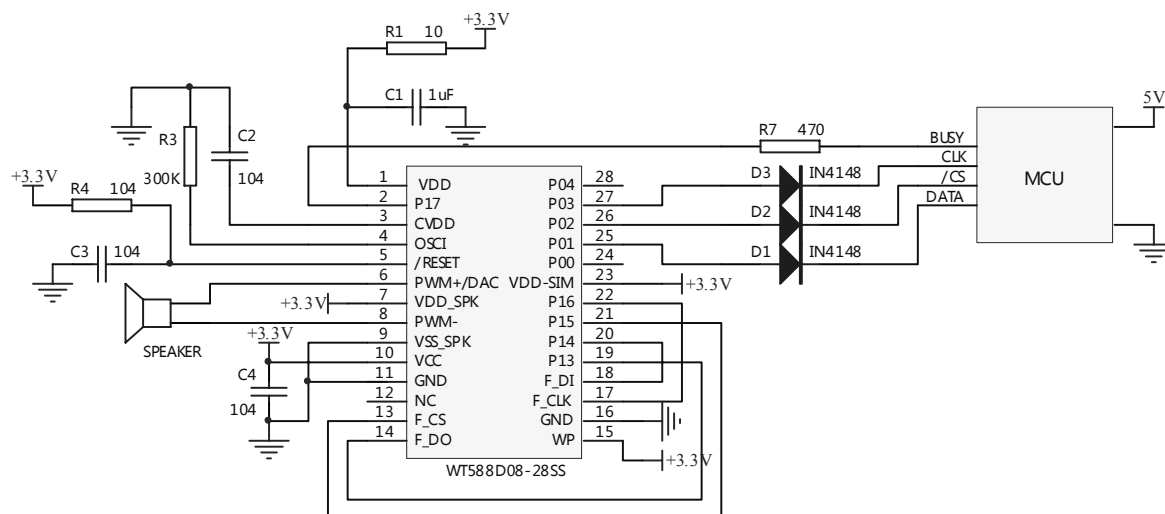 +3.3V
R1 10
C1 1uF
5V
R3
300K
C2
104
R7 470
BUSY
CLK
/CS
DATA
MCU
+3.3V
R4 104
C3 104
D3 IN4148
D2 IN4148
D1 IN4148
1 VDD P04 28
2 P17 P03 27
3 CVDD P02 26
4 OSCI P01 25
5 /RESET P00 24
6 PWM+/DAC VDD-SIM 23
7 VDD_SPK P16 22
8 PWM- P15 21
9 VSS_SPK P14 20
10 VCC P13 19
11 GND F_DI 18
12 NC F_CLK 17
13 F_CS GND 16
14 F_DO WP 15
+3.3V
+3.3V
SPEAKER
+3.3V
C4
104
+3.3V
WT588D08-28SS